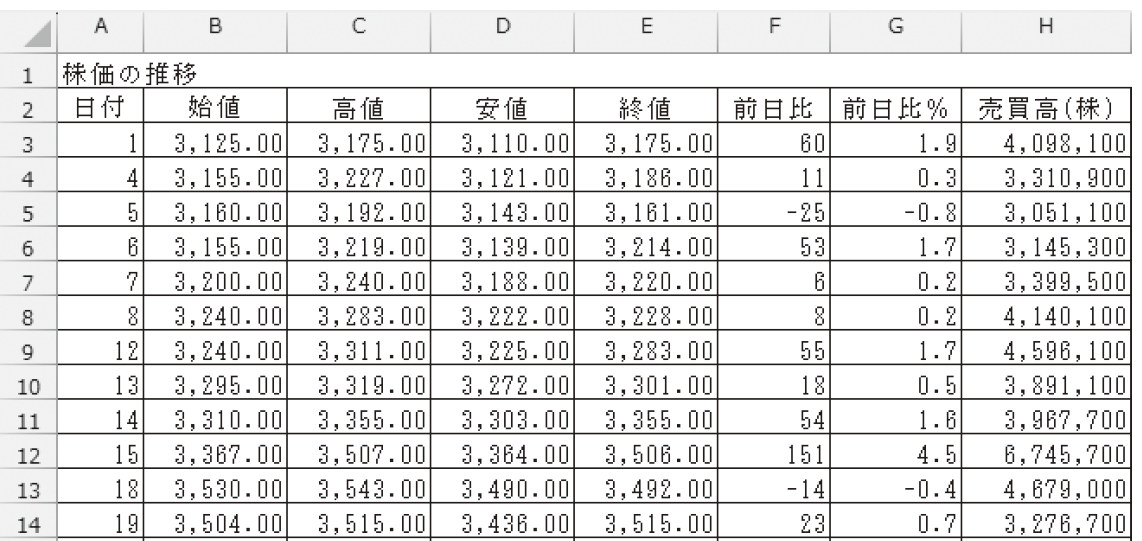 A B C D E F G H
1 株価の推移
2 日付 始値 高値 安値 終値 前日比 前日比% 売買高(株)
3 1 3,125.00 3,175.00 3,110.00 3,175.00 60 1.9 4,098,100
4 4 3,155.00 3,227.00 3,121.00 3,186.00 11 0.3 3,310,900
5 5 3,160.00 3,192.00 3,143.00 3,161.00 -25 -0.8 3,051,100
6 6 3,155.00 3,219.00 3,139.00 3,214.00 53 1.7 3,145,300
7 7 3,200.00 3,240.00 3,188.00 3,220.00 6 0.2 3,399,500
8 8 3,240.00 3,283.00 3,222.00 3,228.00 8 0.2 4,140,100
9 12 3,240.00 3,311.00 3,225.00 3,283.00 55 1.7 4,596,100
10 13 3,295.00 3,319.00 3,272.00 3,301.00 18 0.5 3,891,100
11 14 3,310.00 3,355.00 3,303.00 3,355.00 54 1.6 3,967,700
12 15 3,367.00 3,507.00 3,364.00 3,506.00 151 4.5 6,745,700
13 18 3,530.00 3,543.00 3,490.00 3,492.00 -14 -0.4 4,679,000
14 19 3,504.00 3,515.00 3,436.00 3,515.00 23 0.7 3,276,700